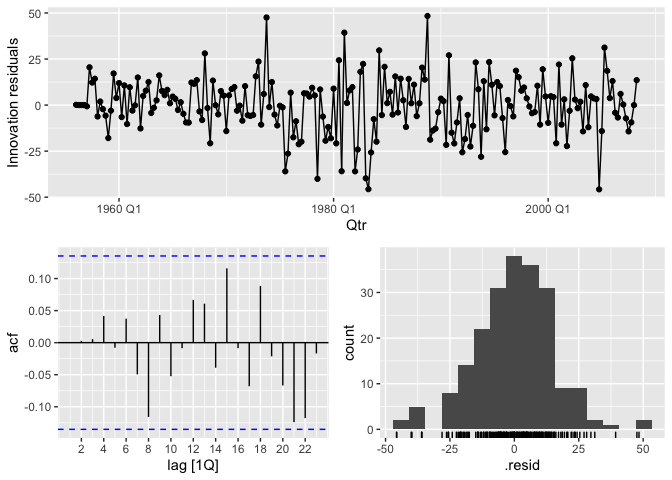 50
25
0
-25
-50
Innovation residuals
1960 Q1
1980 Q1
2000 Q1
Qtr
0.10
0.05
0.00
-0.05
-0.10
acf
2 4 6 8 10 12 14 16 18 20 22
lag [1Q]
30
20
10
0
count
-50 -25 0 25 50
.resid